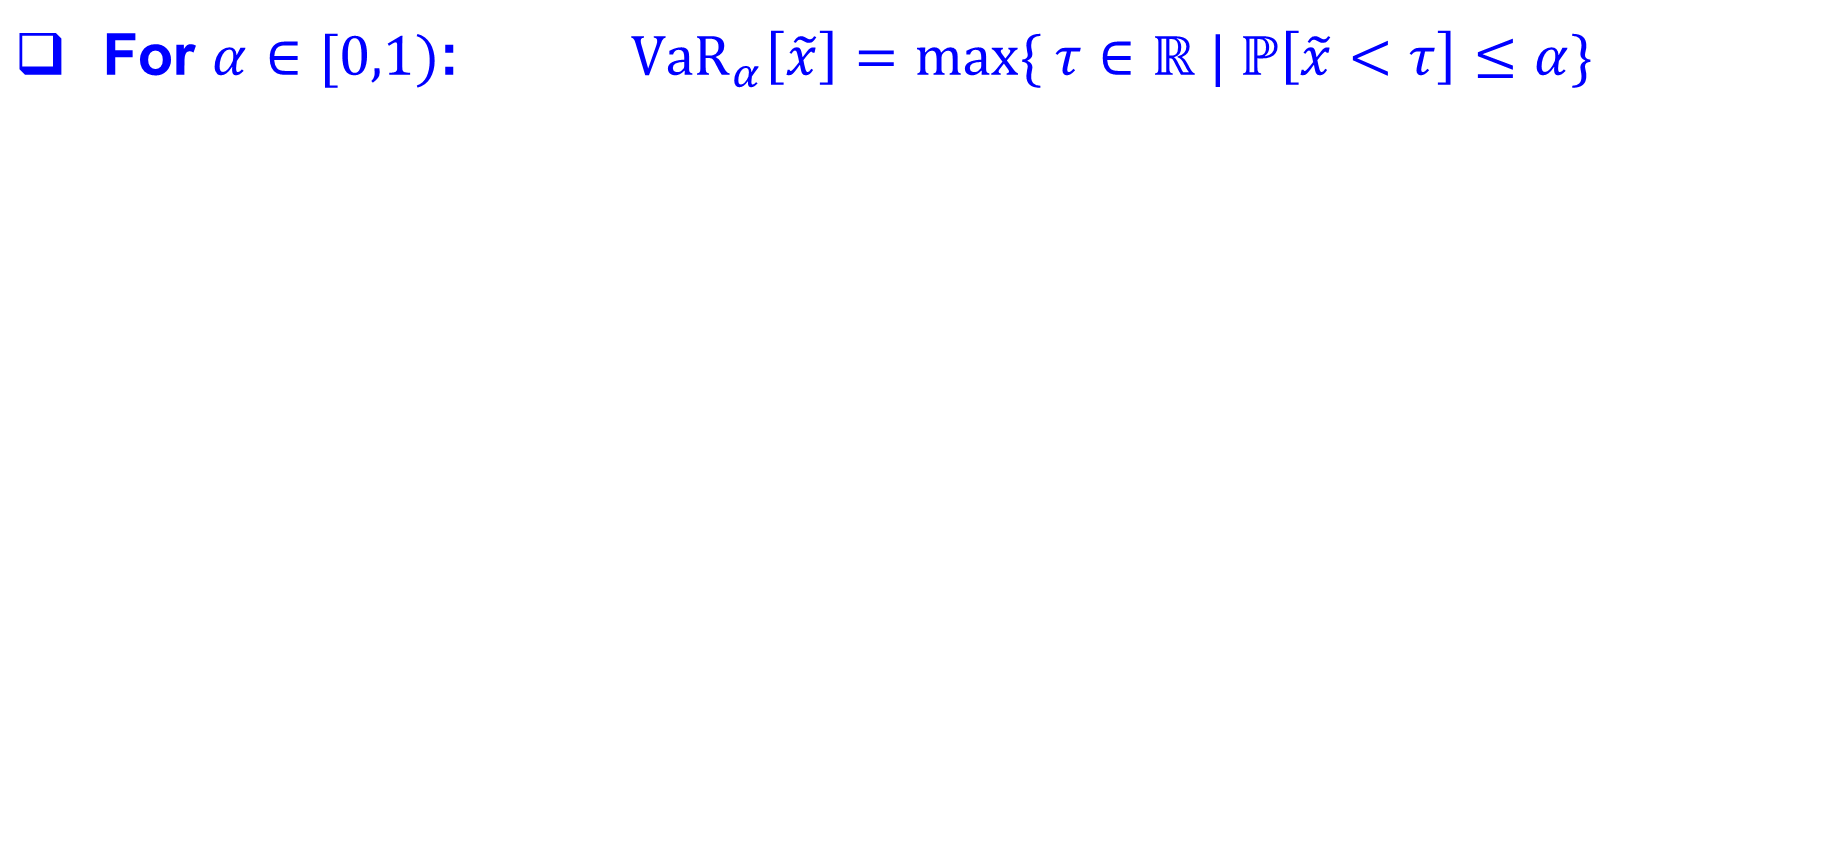 ❑ For 𝛼 ∈ [0,1): VaR_𝛼[x̃] = max{ 𝜏 ∈ ℝ | ℙ[x̃ < 𝜏] ≤ 𝛼}